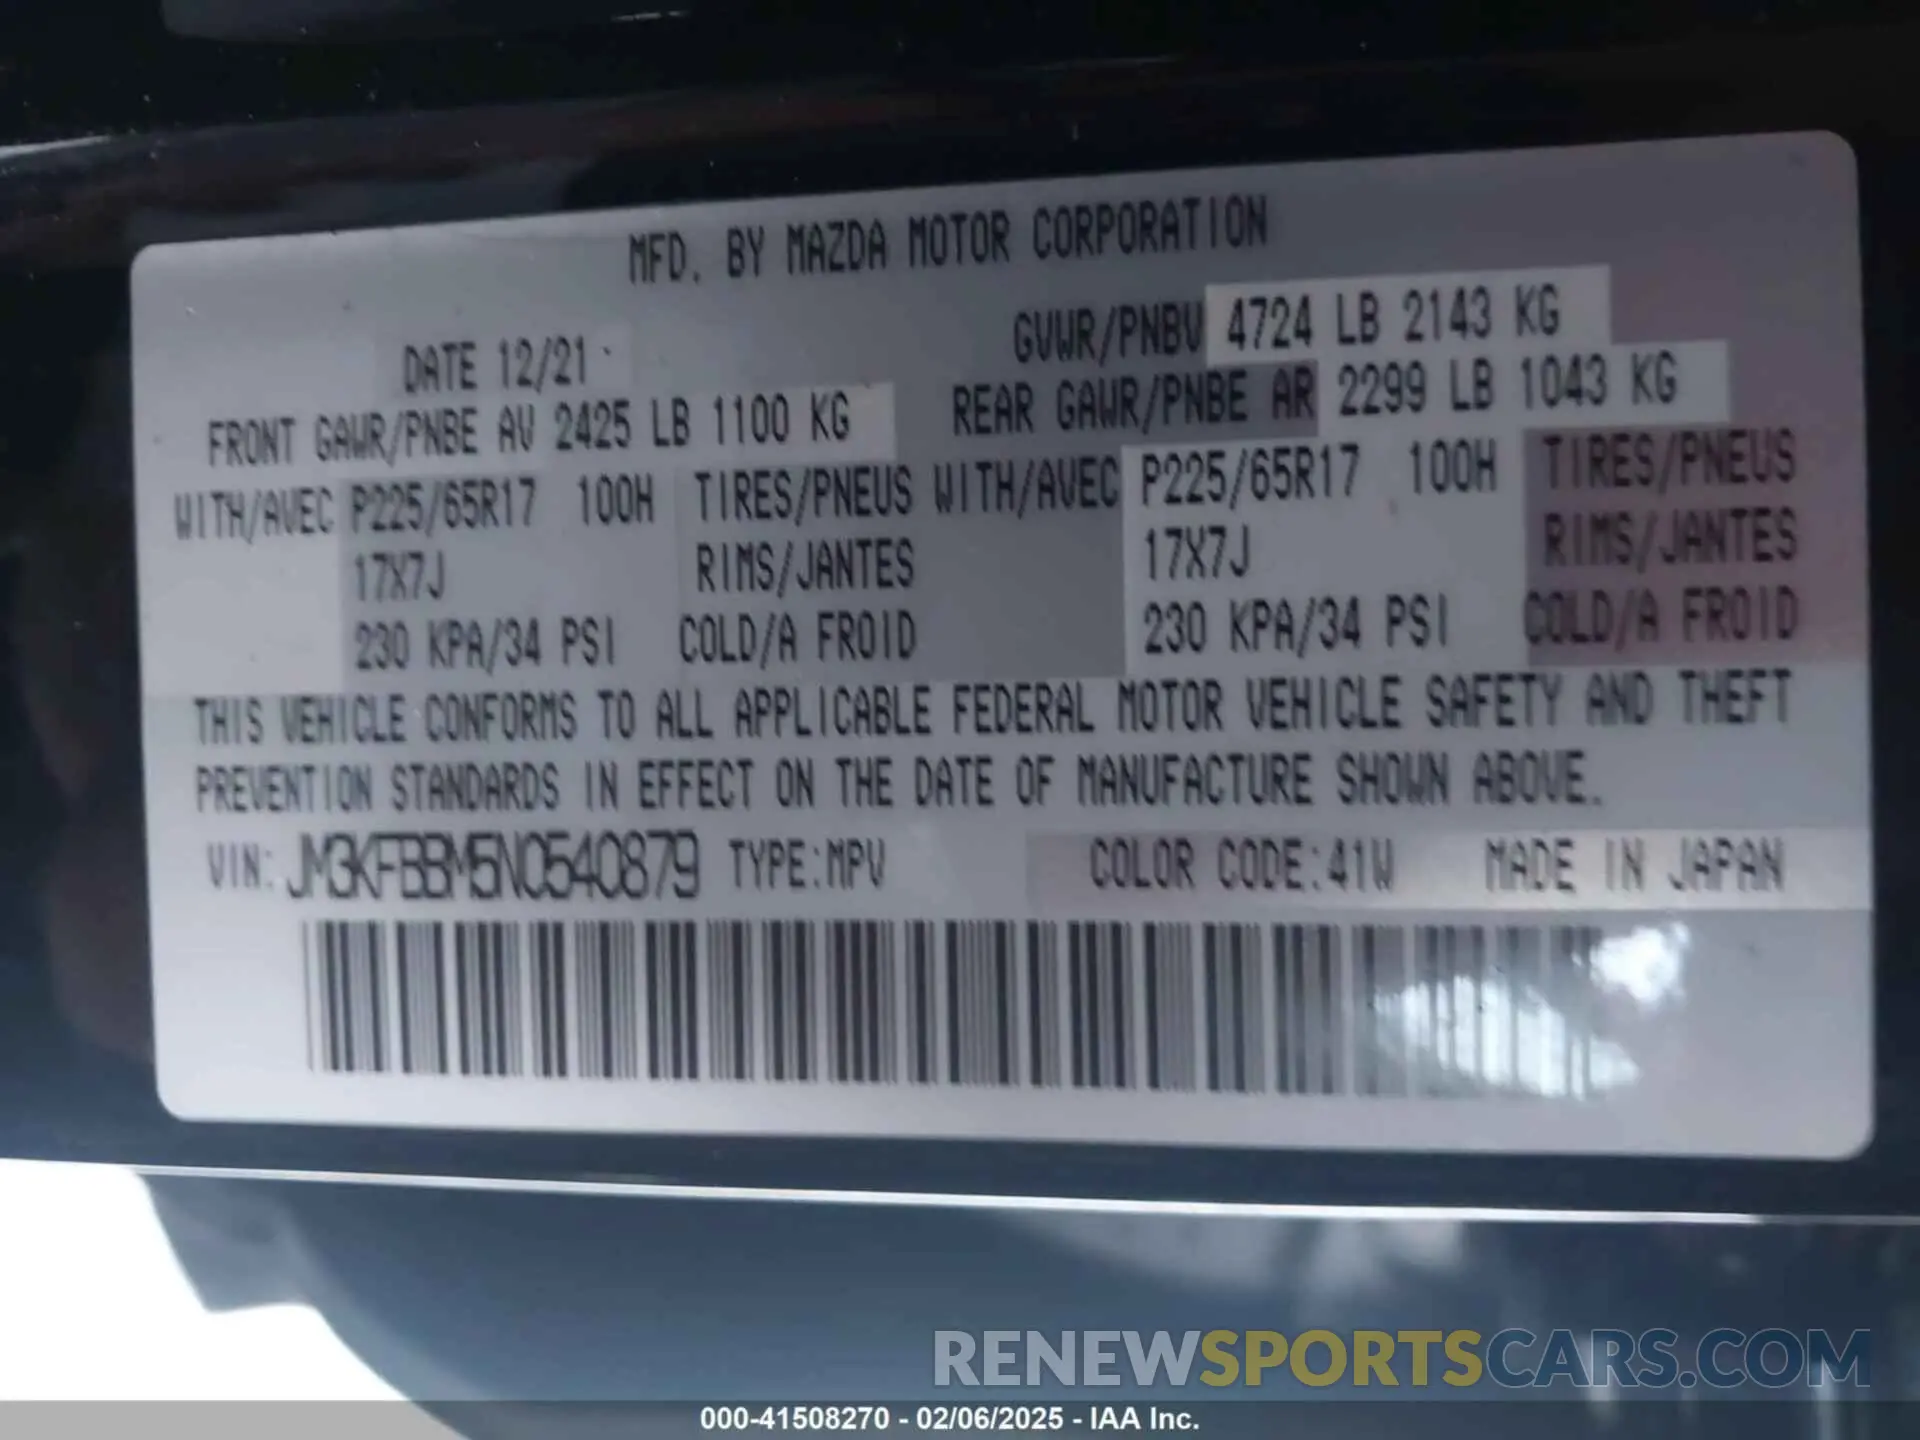 MFD. BY MAZDA MOTOR CORPORATION
DATE 12/21 GVWR/PNBV 4724 LB 2143 KG
FRONT GAWR/PNBE AV 2425 LB 1100 KG REAR GAWR/PNBE AR 2299 LB 1043 KG
WITH/AVEC P225/65R17 100H TIRES/PNEUS WITH/AVEC P225/65R17 100H TIRES/PNEUS
17X7J RIMS/JANTES 17X7J RIMS/JANTES
230 KPA/34 PSI COLD/A FROID 230 KPA/34 PSI COLD/A FROID
THIS VEHICLE CONFORMS TO ALL APPLICABLE FEDERAL MOTOR VEHICLE SAFETY AND THEFT
PREVENTION STANDARDS IN EFFECT ON THE DATE OF MANUFACTURE SHOWN ABOVE.
VIN: JM3KFBBM5N0540879 TYPE:MPV COLOR CODE:41W MADE IN JAPAN
RENEWSPORTSCARS.COM
000-41508270 - 02/06/2025 - IAA Inc.